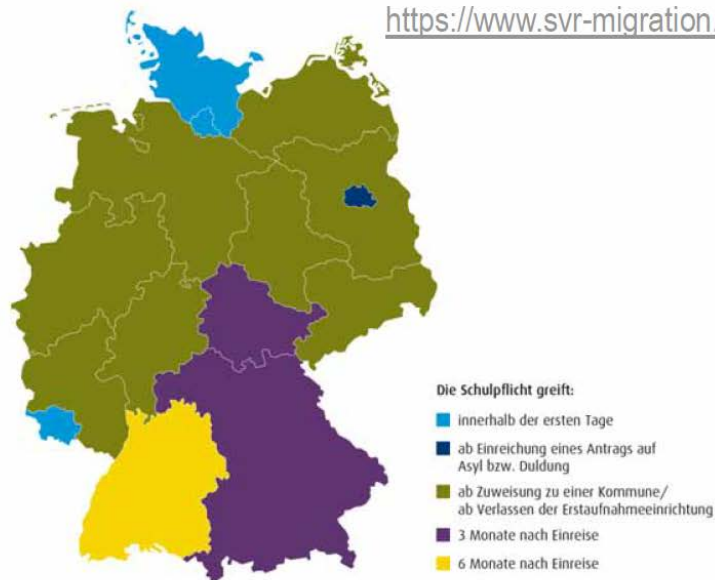 https://www.svr-migration.
Die Schulpflicht greift:
innerhalb der ersten Tage
ab Einreichung eines Antrags auf
Asyl bzw. Duldung
ab Zuweisung zu einer Kommune/
ab Verlassen der Erstaufnahmeeinrichtung
3 Monate nach Einreise
6 Monate nach Einreise